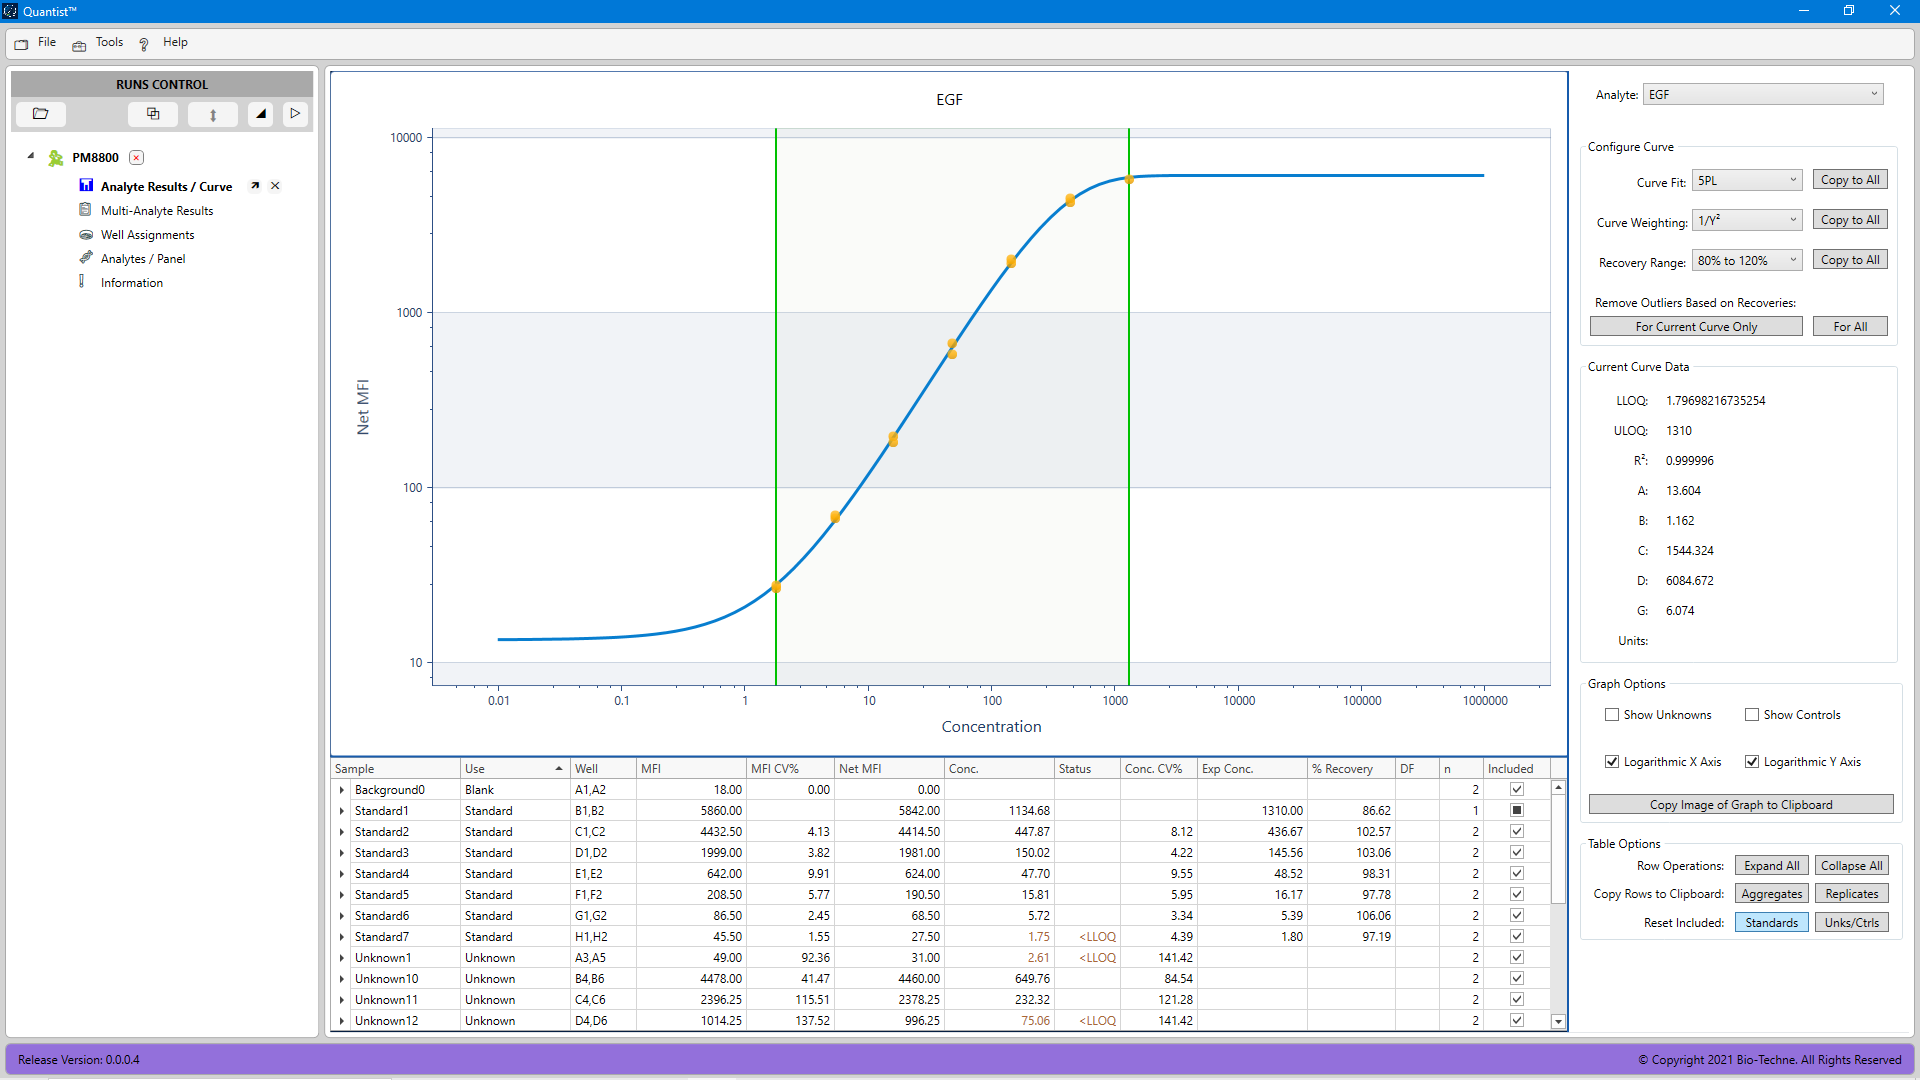 Quantist™
File Tools Help
RUNS CONTROL
PM8800
Analyte Results / Curve
Multi-Analyte Results
Well Assignments
Analytes / Panel
Information
EGF
Net MFI
10000
1000
100
10
0.01 0.1 1 10 100 1000 10000 100000 1000000
Concentration
Sample Use Well MFI MFI CV% Net MFI Conc. Status Conc. CV% Exp Conc. % Recovery DF n Included
Background0 Blank A1,A2 18.00 0.00 0.00 2
Standard1 Standard B1,B2 5860.00 5842.00 1134.68 1310.00 86.62 1
Standard2 Standard C1,C2 4432.50 4.13 4414.50 447.87 8.12 436.67 102.57 2
Standard3 Standard D1,D2 1999.00 3.82 1981.00 150.02 4.22 145.56 103.06 2
Standard4 Standard E1,E2 642.00 9.91 624.00 47.70 9.55 48.52 98.31 2
Standard5 Standard F1,F2 208.50 5.77 190.50 15.81 5.95 16.17 97.78 2
Standard6 Standard G1,G2 86.50 2.45 68.50 5.72 3.34 5.39 106.06 2
Standard7 Standard H1,H2 45.50 1.55 27.50 1.75 <LLOQ 4.39 1.80 97.19 2
Unknown1 Unknown A3,A5 49.00 92.36 31.00 2.61 <LLOQ 141.42 2
Unknown10 Unknown B4,B6 4478.00 41.47 4460.00 649.76 84.54 2
Unknown11 Unknown C4,C6 2396.25 115.51 2378.25 232.32 121.28 2
Unknown12 Unknown D4,D6 1014.25 137.52 996.25 75.06 <LLOQ 141.42 2
Analyte: EGF
Configure Curve
Curve Fit: 5PL Copy to All
Curve Weighting: 1/Y² Copy to All
Recovery Range: 80% to 120% Copy to All
Remove Outliers Based on Recoveries:
For Current Curve Only For All
Current Curve Data
LLOQ: 1.79698216735254
ULOQ: 1310
R²: 0.999996
A: 13.604
B: 1.162
C: 1544.324
D: 6084.672
G: 6.074
Units:
Graph Options
Show Unknowns Show Controls
Logarithmic X Axis Logarithmic Y Axis
Copy Image of Graph to Clipboard
Table Options
Row Operations: Expand All Collapse All
Copy Rows to Clipboard: Aggregates Replicates
Reset Included: Standards Unks/Ctrls
Release Version: 0.0.0.4
© Copyright 2021 Bio-Techne. All Rights Reserved